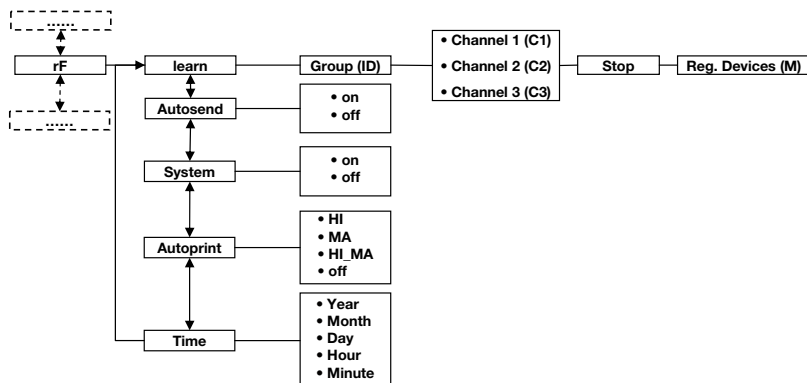 ......
rF
......
learn
Group (ID)
• Channel 1 (C1)
• Channel 2 (C2)
• Channel 3 (C3)
Stop
Reg. Devices (M)
Autosend
• on
• off
System
• on
• off
Autoprint
• HI
• MA
• HI_MA
• off
Time
• Year
• Month
• Day
• Hour
• Minute